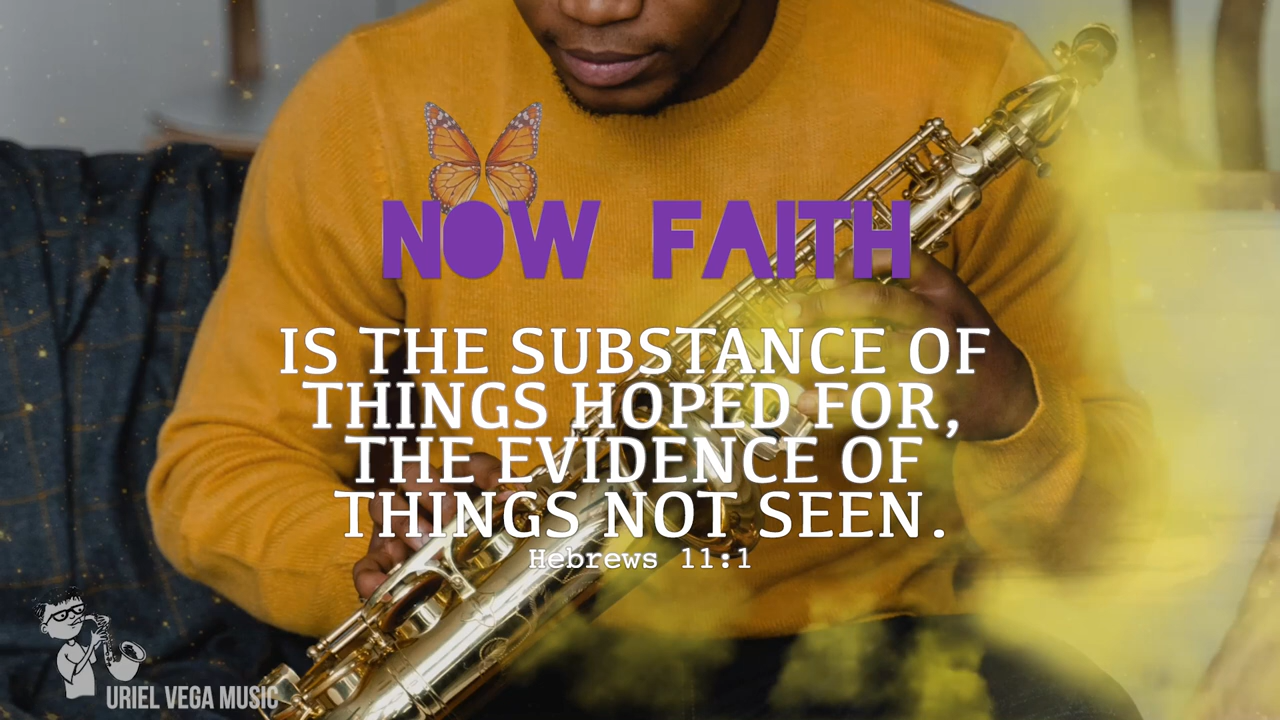 NOW FAITH
IS THE SUBSTANCE OF
THINGS HOPED FOR,
THE EVIDENCE OF
THINGS NOT SEEN.
Hebrews 11:1
URIEL VEGA MUSIC